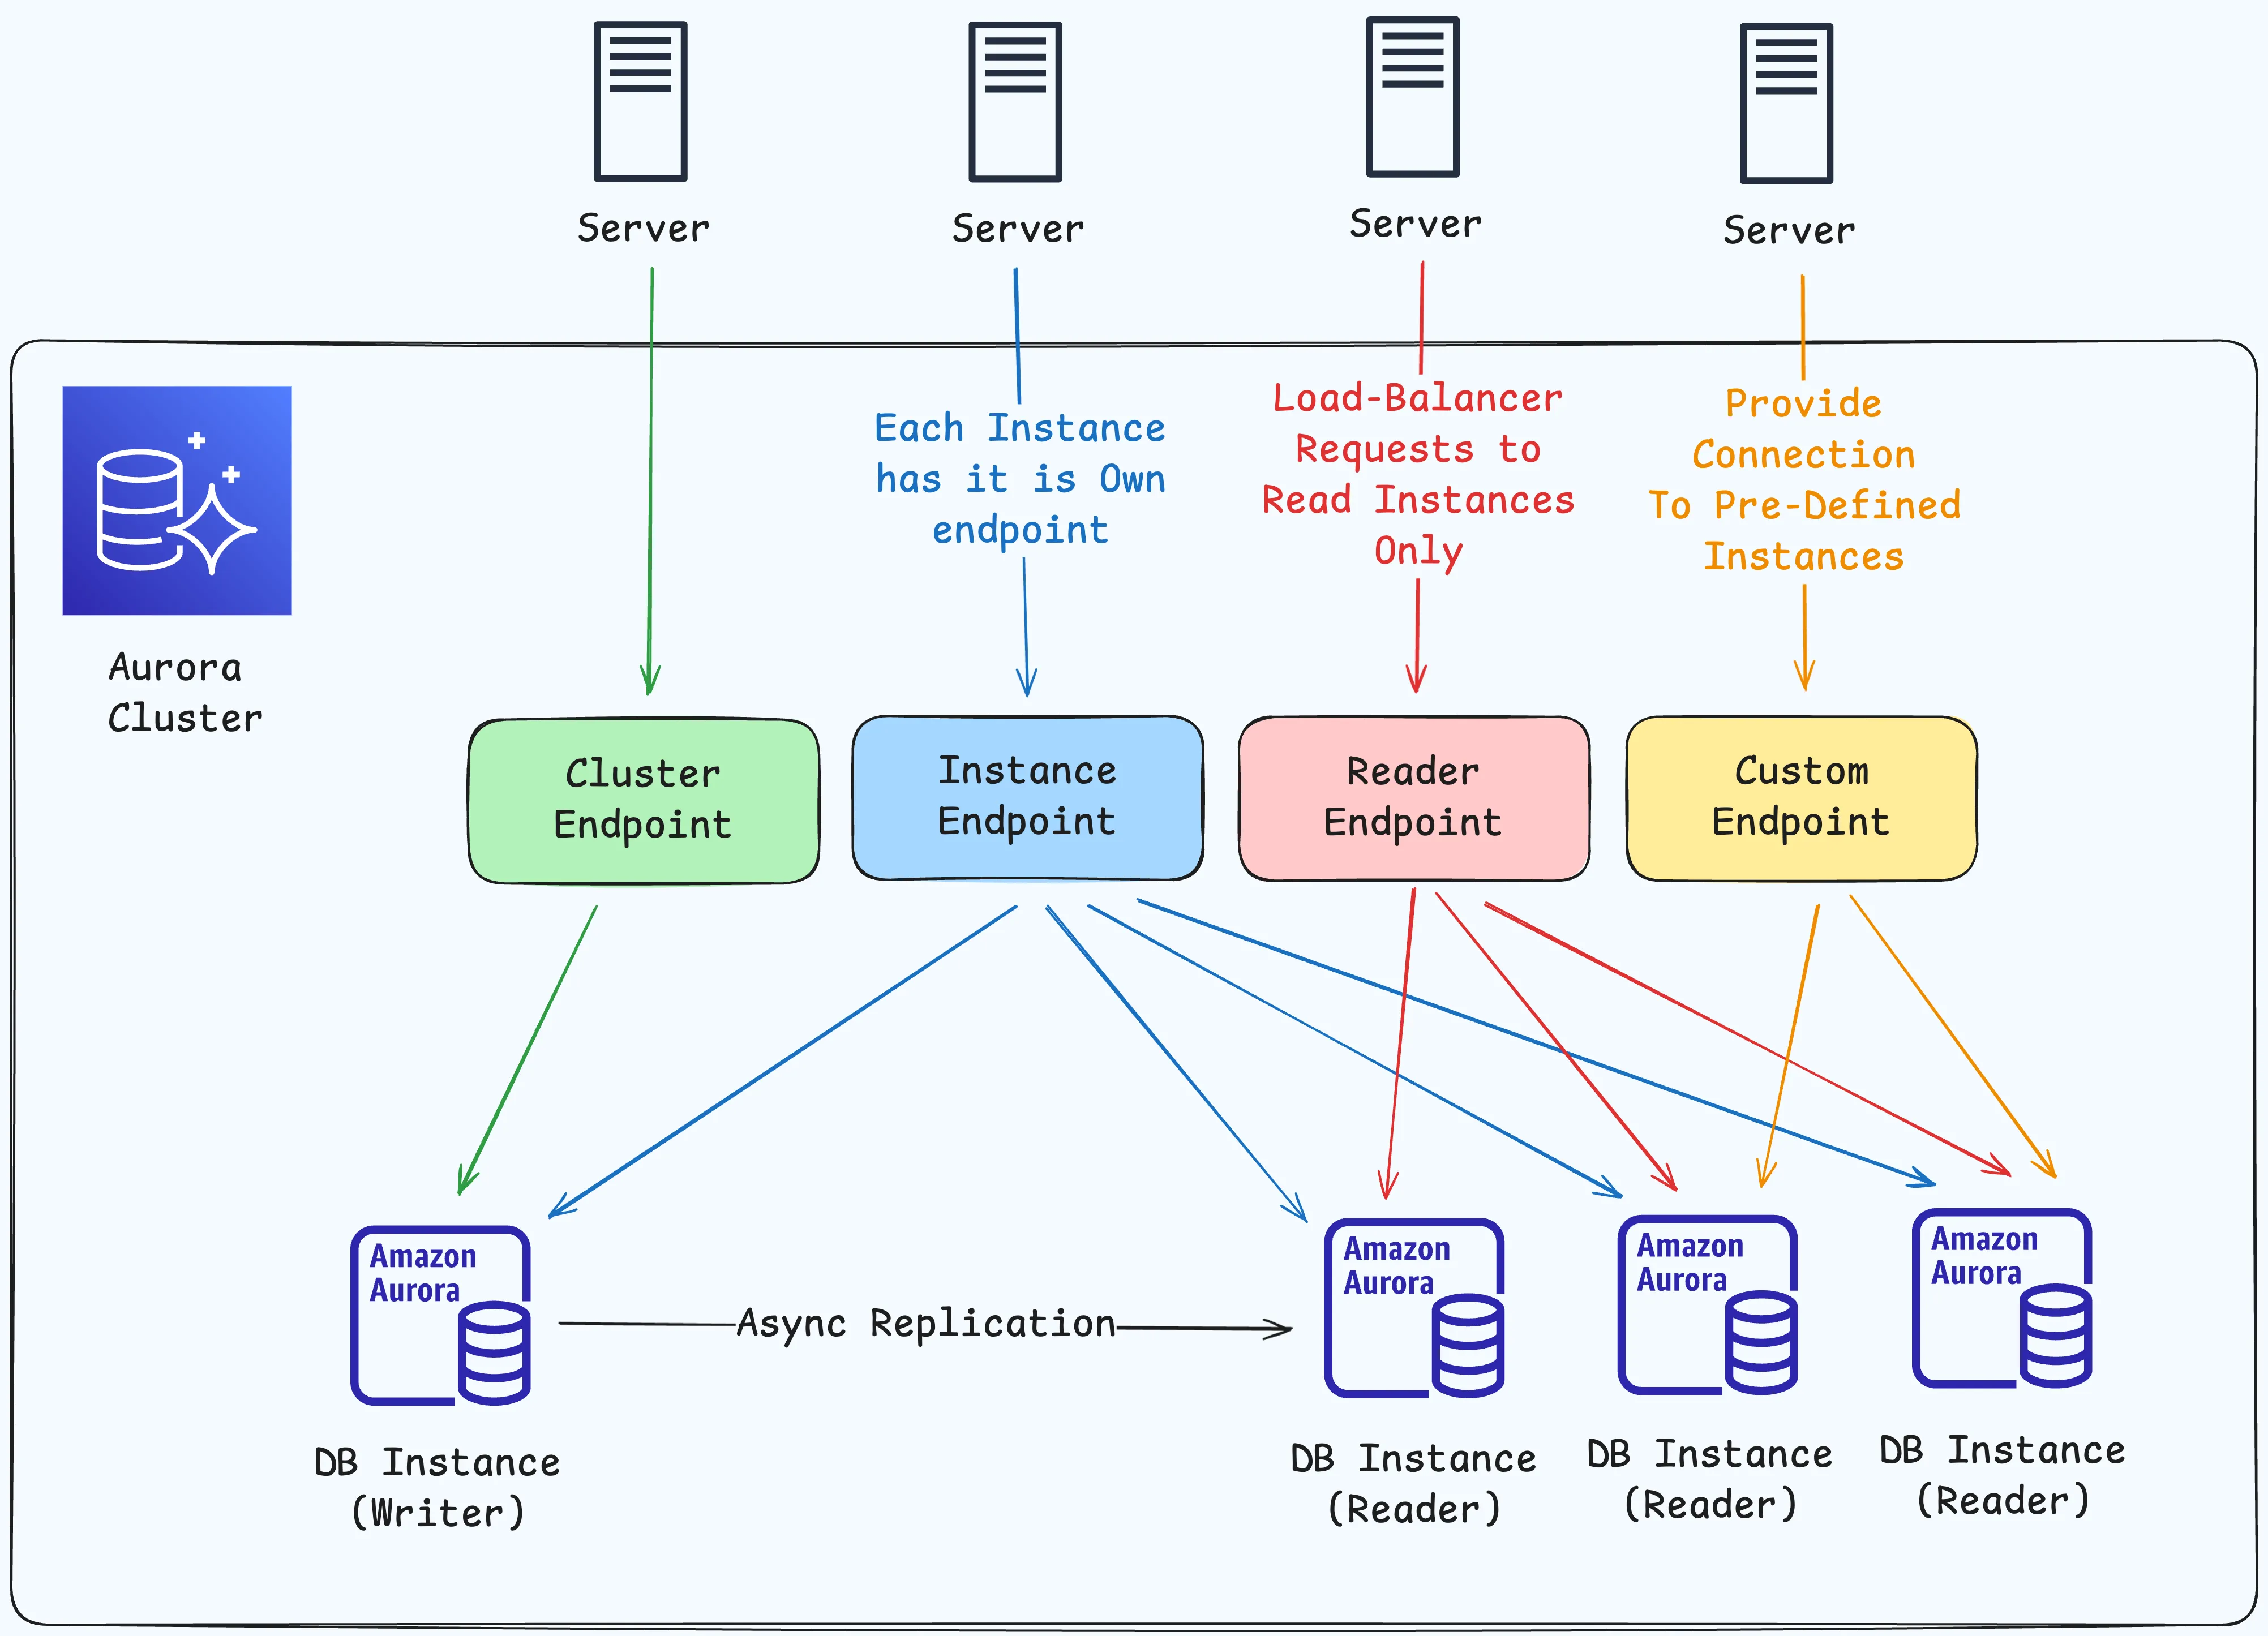 Server
Server
Server
Server
Each Instance
has it is Own
endpoint
Load-Balancer
Requests to
Read Instances
Only
Provide
Connection
To Pre-Defined
Instances
Aurora
Cluster
Cluster
Endpoint
Instance
Endpoint
Reader
Endpoint
Custom
Endpoint
Amazon
Aurora
Async Replication
Amazon
Aurora
Amazon
Aurora
Amazon
Aurora
DB Instance
(Writer)
DB Instance
(Reader)
DB Instance
(Reader)
DB Instance
(Reader)